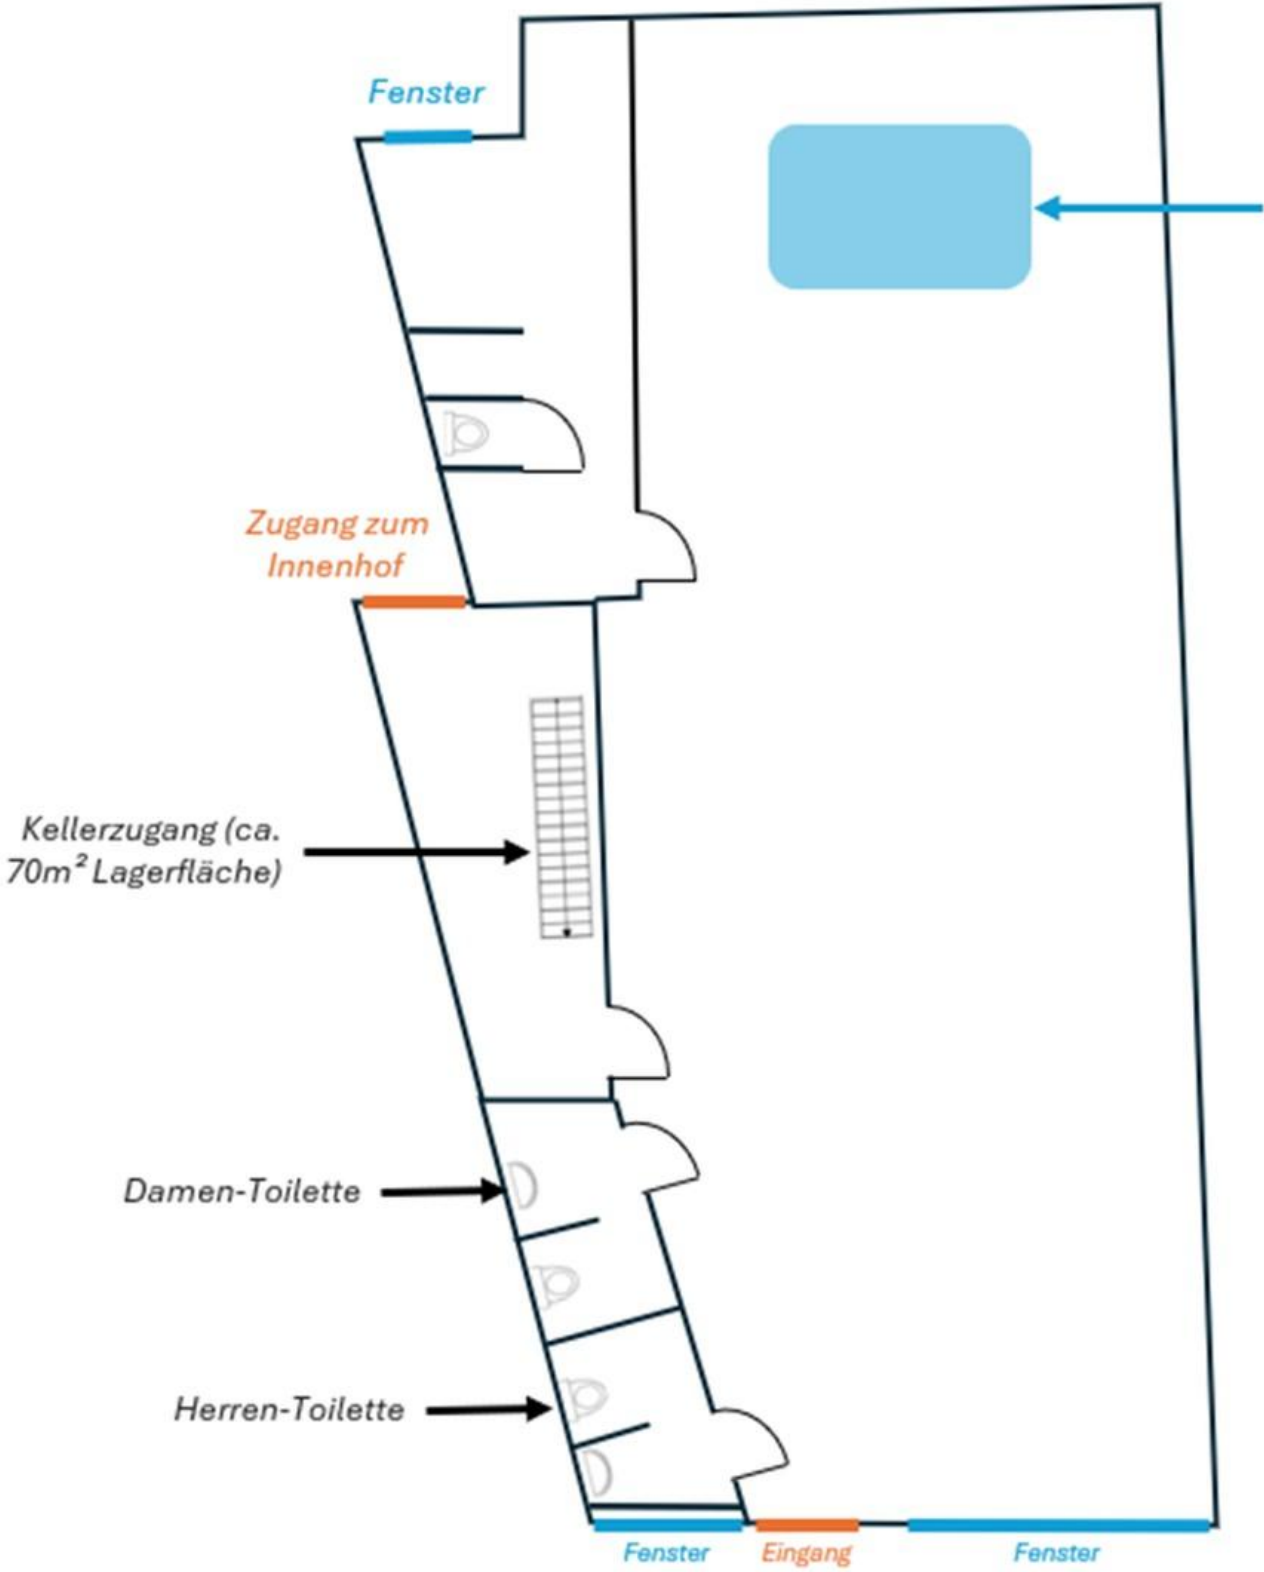 Fenster
Zugang zum
Innenhof
Kellerzugang (ca.
70m² Lagerfläche)
Damen-Toilette
Herren-Toilette
Fenster
Eingang
Fenster